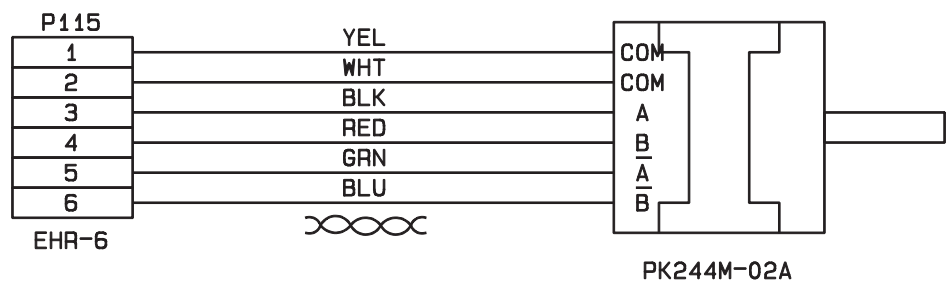 P115
1 YEL COM
2 WHT COM
3 BLK A
4 RED B
5 GRN A̅
6 BLU B̅
EHR-6
PK244M-02A